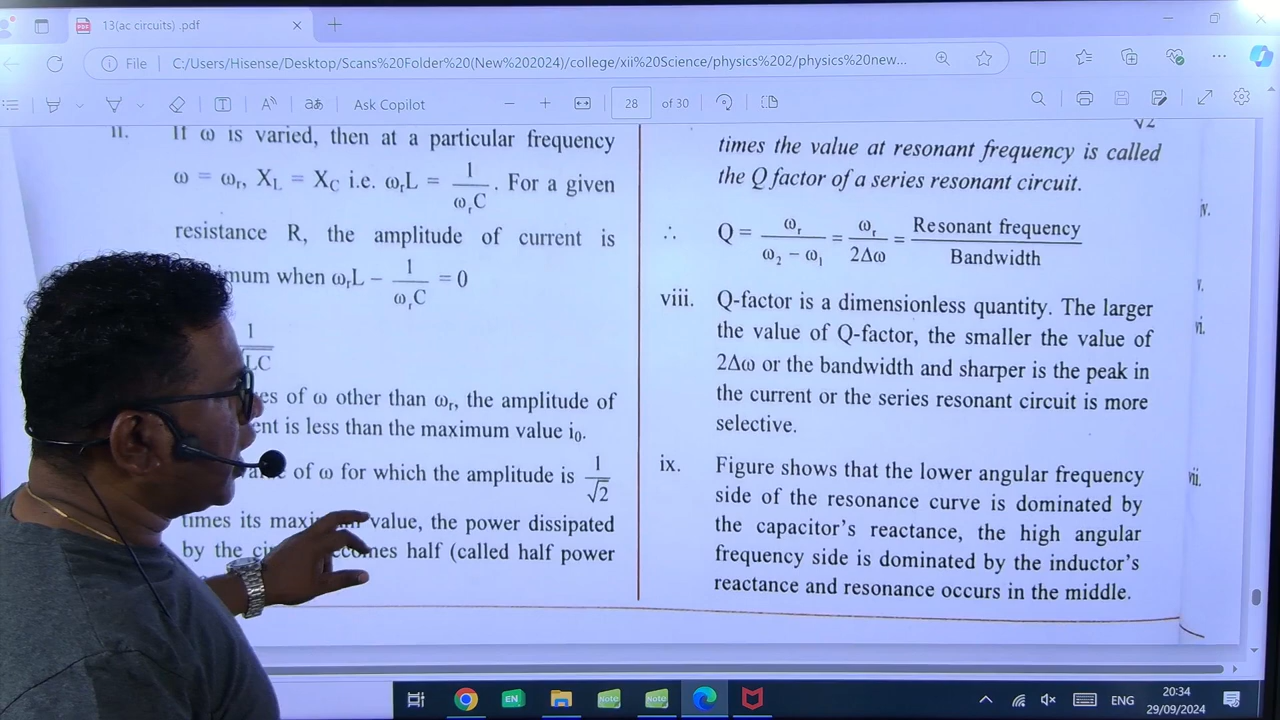 13(ac circuits) .pdf
File
C:/Users/Hisense/Desktop/Scans%20Folder%20(New%202024)/college/xii%20Science/physics%202/physics%20new...
Ask Copilot
28 of 30
ii. If ω is varied, then at a particular frequency
ω = ωr, XL = XC i.e. ωrL = 1/ωrC . For a given
resistance R, the amplitude of current is
mum when ωrL − 1/ωrC = 0
1
LC
es of ω other than ωr, the amplitude of
ent is less than the maximum value i0.
of ω for which the amplitude is 1/√2
times its maximum value, the power dissipated
by the ci comes half (called half power
√2
times the value at resonant frequency is called
the Q factor of a series resonant circuit.
∴ Q = ωr/(ω2 − ω1) = ωr/2Δω = Resonant frequency/Bandwidth
viii. Q-factor is a dimensionless quantity. The larger
the value of Q-factor, the smaller the value of
2Δω or the bandwidth and sharper is the peak in
the current or the series resonant circuit is more
selective.
ix. Figure shows that the lower angular frequency
side of the resonance curve is dominated by
the capacitor's reactance, the high angular
frequency side is dominated by the inductor's
reactance and resonance occurs in the middle.
iv.
v.
vi.
vii.
EN
Note
Note
ENG
20:34
29/09/2024